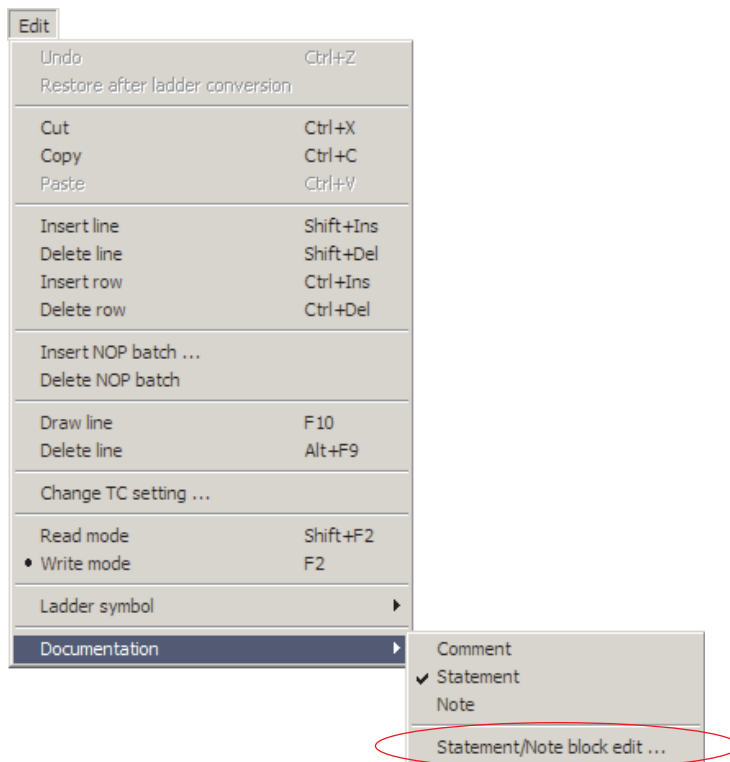 Edit
Undo Ctrl+Z
Restore after ladder conversion
Cut Ctrl+X
Copy Ctrl+C
Paste Ctrl+V
Insert line Shift+Ins
Delete line Shift+Del
Insert row Ctrl+Ins
Delete row Ctrl+Del
Insert NOP batch ...
Delete NOP batch
Draw line F10
Delete line Alt+F9
Change TC setting ...
Read mode Shift+F2
• Write mode F2
Ladder symbol
Documentation
Comment
Statement
Note
Statement/Note block edit ...